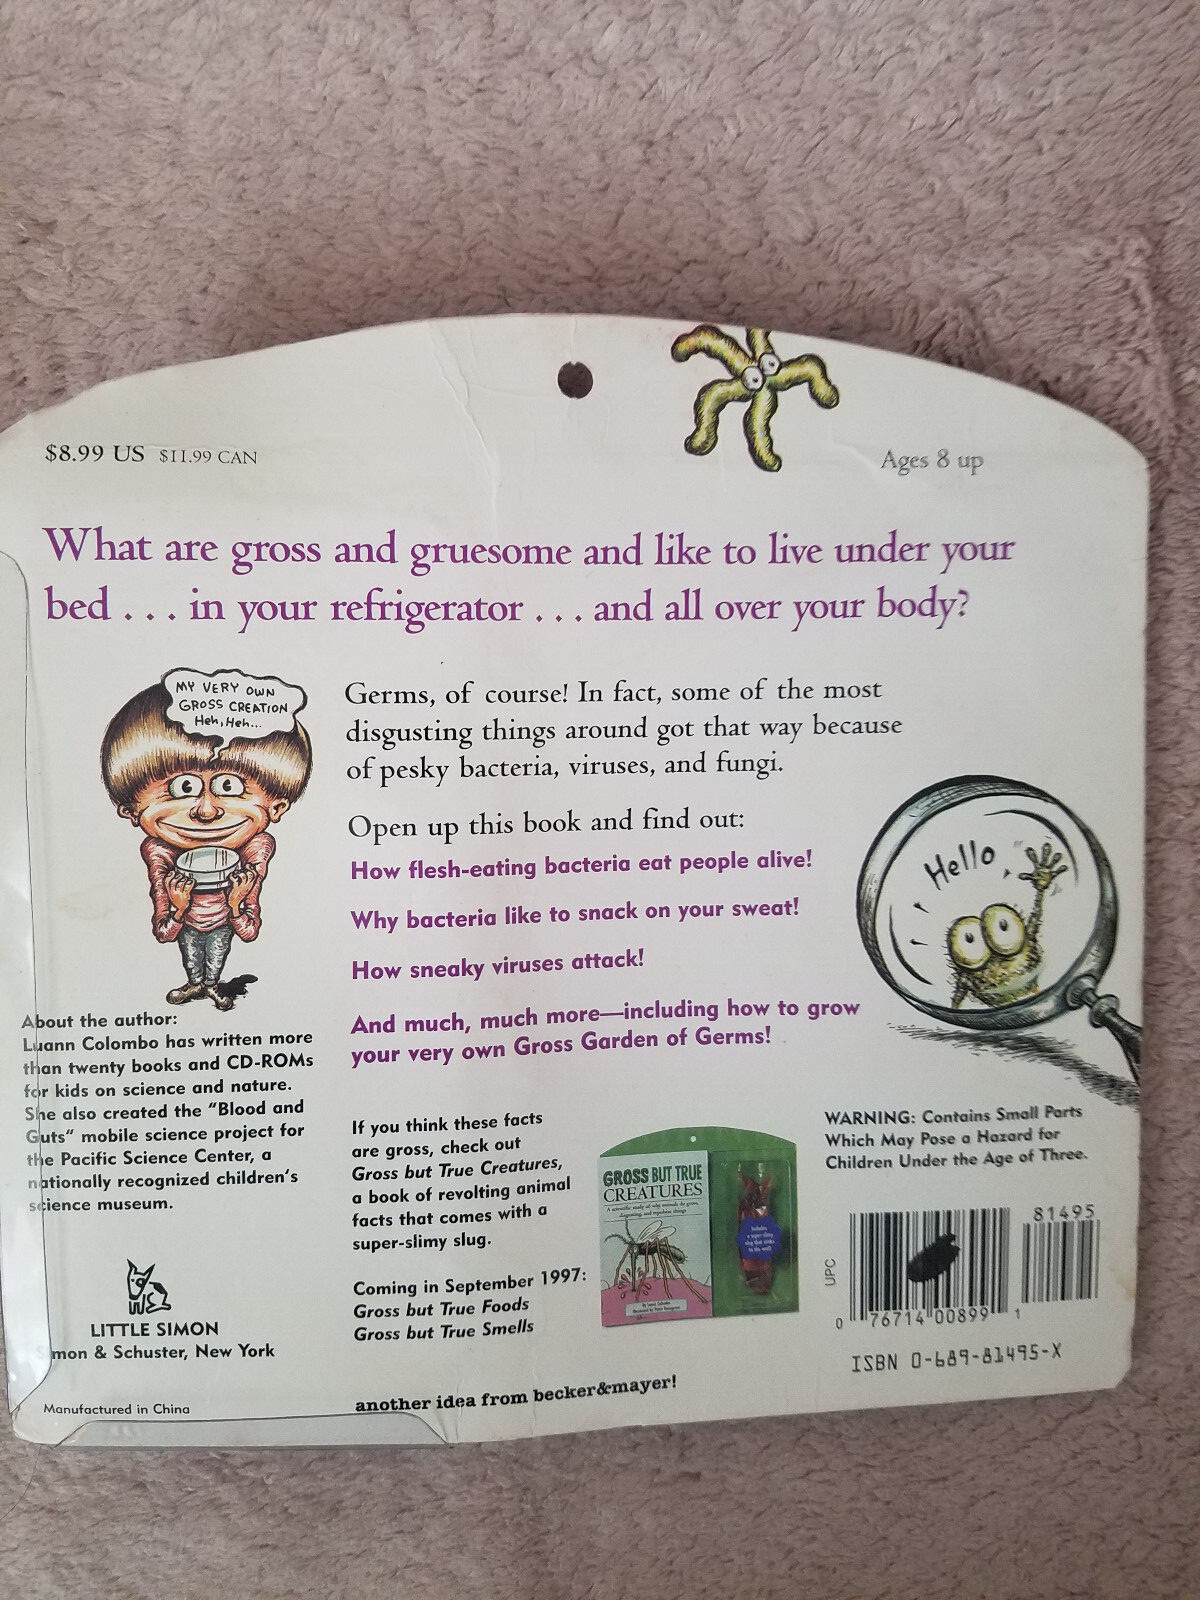 $8.99 US $11.99 CAN
Ages 8 up
What are gross and gruesome and like to live under your
bed . . . in your refrigerator . . . and all over your body?
MY VERY OWN
GROSS CREATION
Heh, Heh...
Germs, of course! In fact, some of the most
disgusting things around got that way because
of pesky bacteria, viruses, and fungi.
Open up this book and find out:
How flesh-eating bacteria eat people alive!
Why bacteria like to snack on your sweat!
How sneaky viruses attack!
And much, much more—including how to grow
your very own Gross Garden of Germs!
Hello
About the author:
Luann Colombo has written more
than twenty books and CD-ROMs
for kids on science and nature.
She also created the "Blood and
Guts" mobile science project for
the Pacific Science Center, a
nationally recognized children's
science museum.
LITTLE SIMON
mon & Schuster, New York
Manufactured in China
If you think these facts
are gross, check out
Gross but True Creatures,
a book of revolting animal
facts that comes with a
super-slimy slug.
Coming in September 1997:
Gross but True Foods
Gross but True Smells
another idea from becker&mayer!
GROSS BUT TRUE
CREATURES
WARNING: Contains Small Parts
Which May Pose a Hazard for
Children Under the Age of Three.
81495
UPC
0 76714 00899 1
ISBN 0-689-81495-X